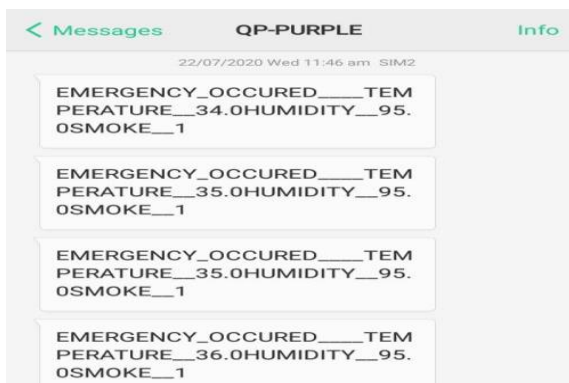 Messages QP-PURPLE Info
22/07/2020 Wed 11:46 am SIM2
EMERGENCY_OCCURED____TEM
PERATURE__34.0HUMIDITY__95.
0SMOKE__1
EMERGENCY_OCCURED____TEM
PERATURE__35.0HUMIDITY__95.
0SMOKE__1
EMERGENCY_OCCURED____TEM
PERATURE__35.0HUMIDITY__95.
0SMOKE__1
EMERGENCY_OCCURED____TEM
PERATURE__36.0HUMIDITY__95.
0SMOKE__1